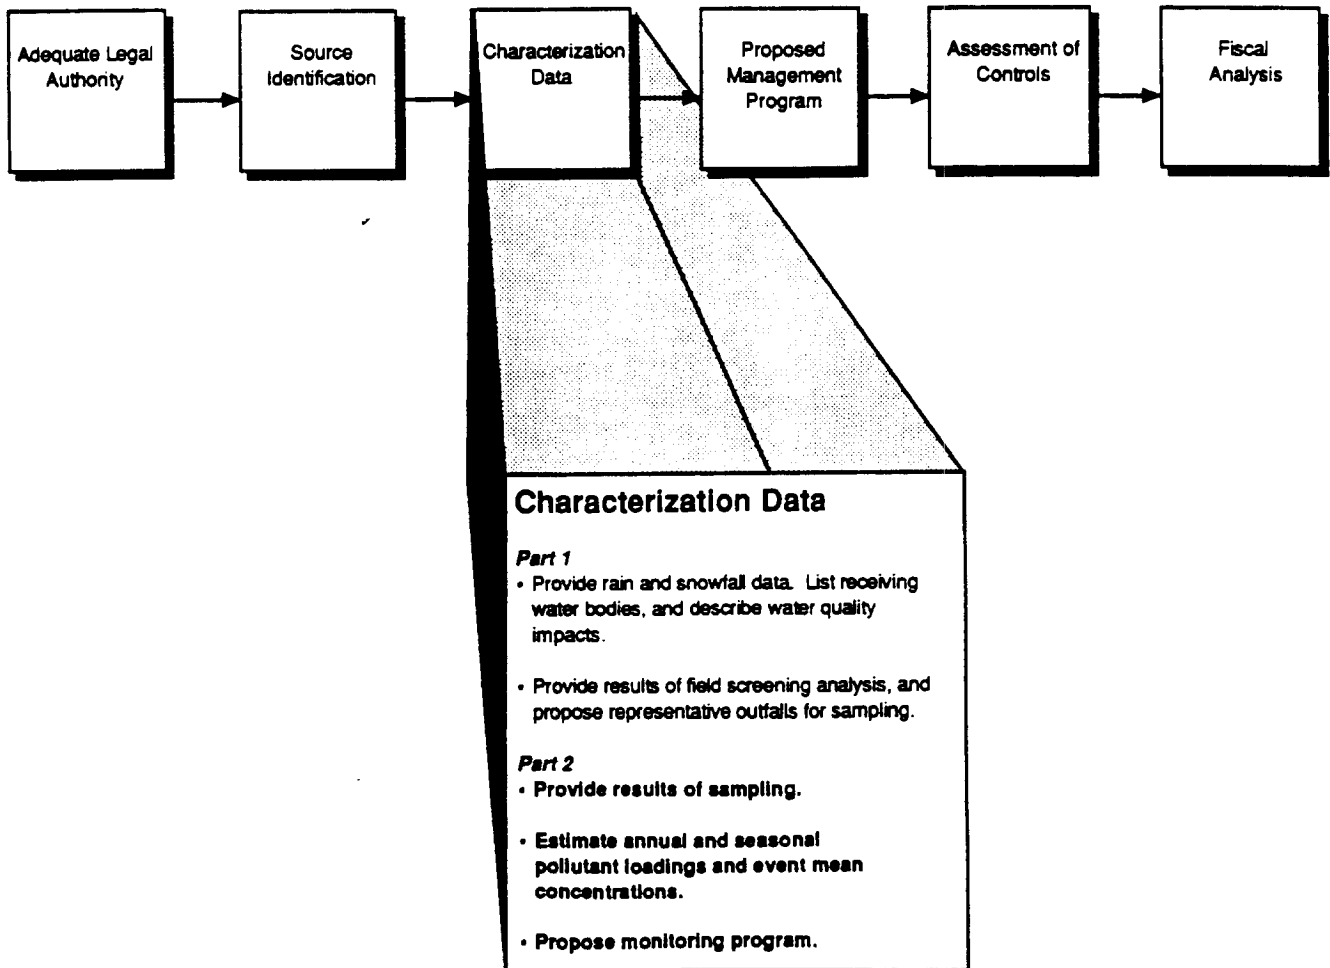 Adequate Legal
Authority
Source
Identification
Characterization
Data
Proposed
Management
Program
Assessment of
Controls
Fiscal
Analysis
Characterization Data
Part 1
• Provide rain and snowfall data. List receiving
water bodies, and describe water quality
impacts.
• Provide results of field screening analysis, and
propose representative outfalls for sampling.
Part 2
• Provide results of sampling.
• Estimate annual and seasonal
pollutant loadings and event mean
concentrations.
• Propose monitoring program.